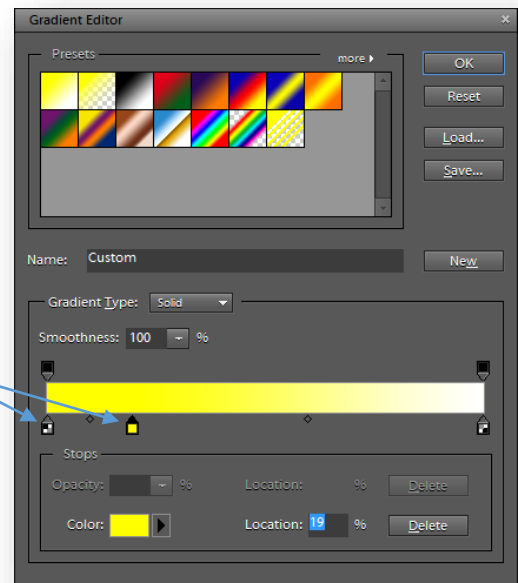 Gradient Editor ×
Presets more
OK
Reset
Load...
Save...
Name: Custom New
Gradient Type: Solid
Smoothness: 100 %
Stops
Opacity: % Location: % Delete
Color: Location: 19 % Delete